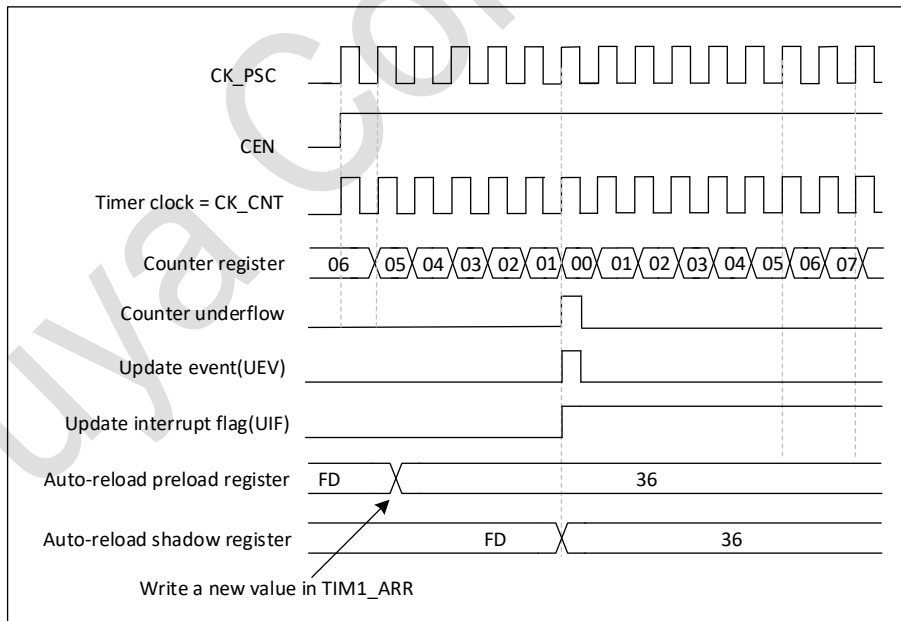 CK_PSC
CEN
Timer clock = CK_CNT
Counter register 06 05 04 03 02 01 00 01 02 03 04 05 06 07
Counter underflow
Update event(UEV)
Update interrupt flag(UIF)
Auto-reload preload register FD 36
Auto-reload shadow register FD 36
Write a new value in TIM1_ARR